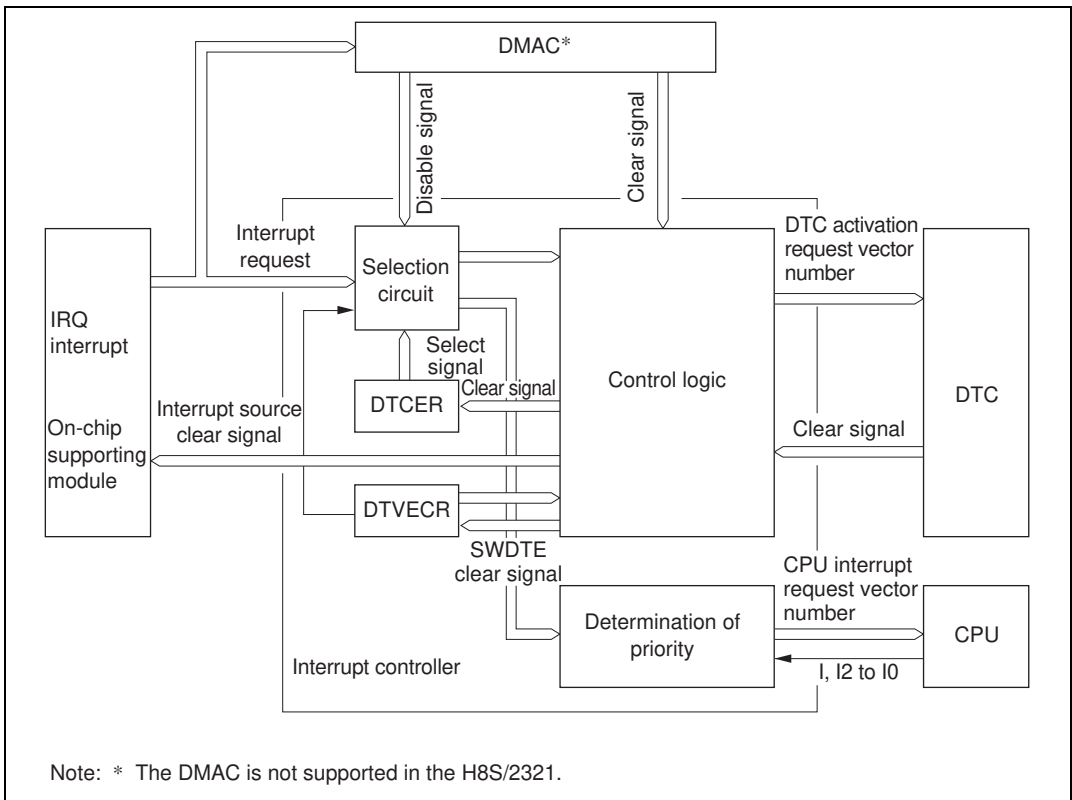 DMAC*
Disable signal
Clear signal
Interrupt
request
Selection
circuit
DTC activation
request vector
number
IRQ
interrupt
On-chip
supporting
module
Select
signal
Control logic
DTC
DTCER
Clear signal
Interrupt source
clear signal
Clear signal
DTVECR
SWDTE
clear signal
CPU interrupt
request vector
number
Determination of
priority
CPU
I, I2 to I0
Interrupt controller
Note: * The DMAC is not supported in the H8S/2321.